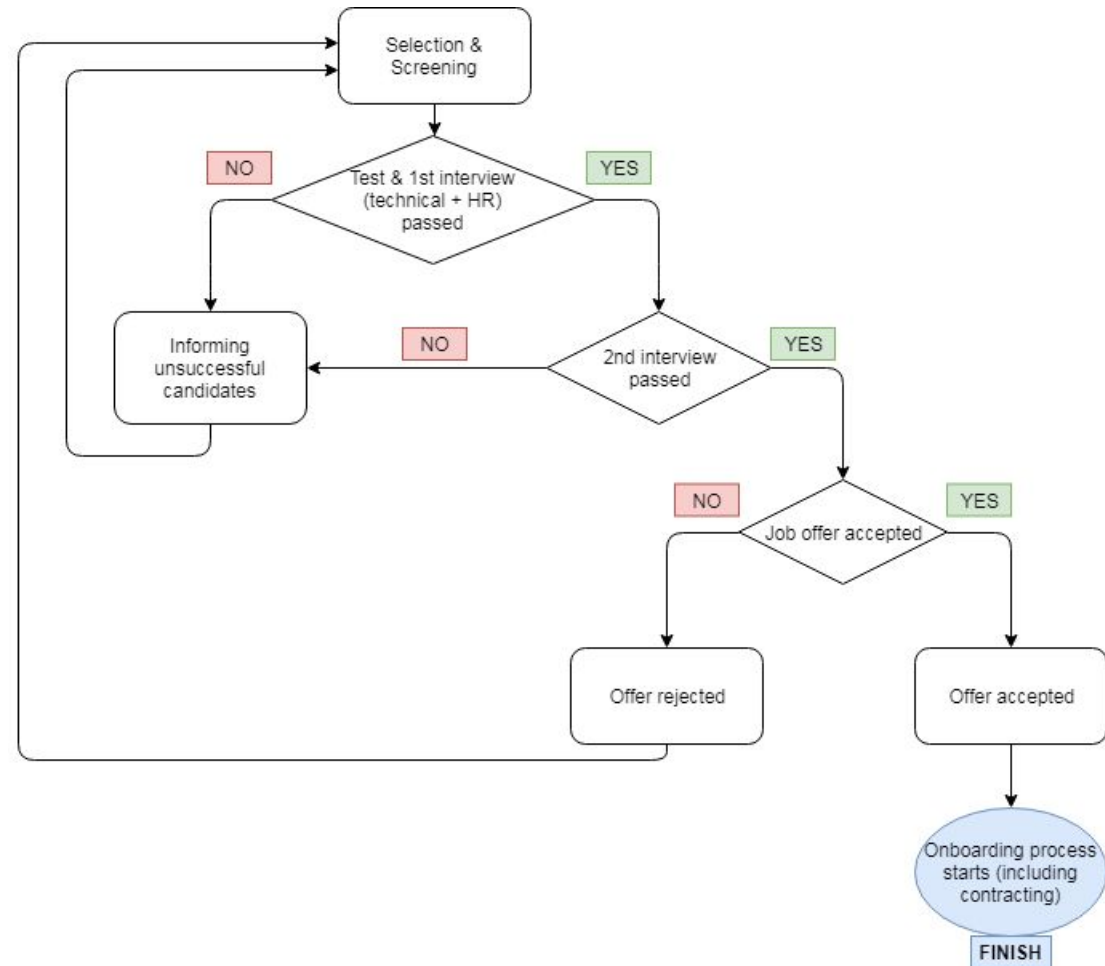 Selection &
Screening
NO
YES
Test & 1st interview
(technical + HR)
passed
Informing
unsuccessful
candidates
NO
YES
2nd interview
passed
NO
YES
Job offer accepted
Offer rejected
Offer accepted
Onboarding process
starts (including
contracting)
FINISH